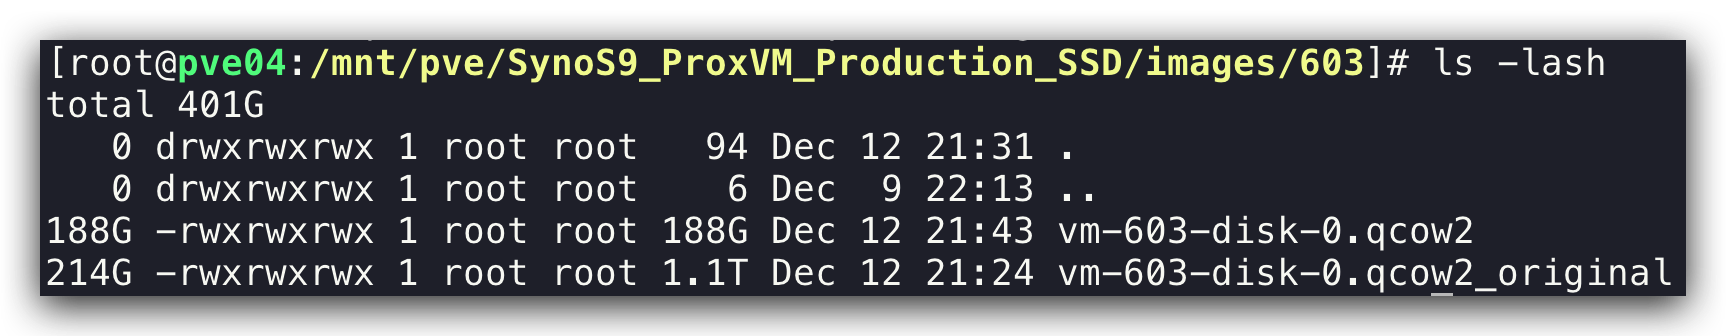 [root@pve04:/mnt/pve/SynoS9_ProxVM_Production_SSD/images/603]# ls -lash
total 401G
   0 drwxrwxrwx 1 root root   94 Dec 12 21:31 .
   0 drwxrwxrwx 1 root root    6 Dec  9 22:13 ..
188G -rwxrwxrwx 1 root root 188G Dec 12 21:43 vm-603-disk-0.qcow2
214G -rwxrwxrwx 1 root root 1.1T Dec 12 21:24 vm-603-disk-0.qcow2_original